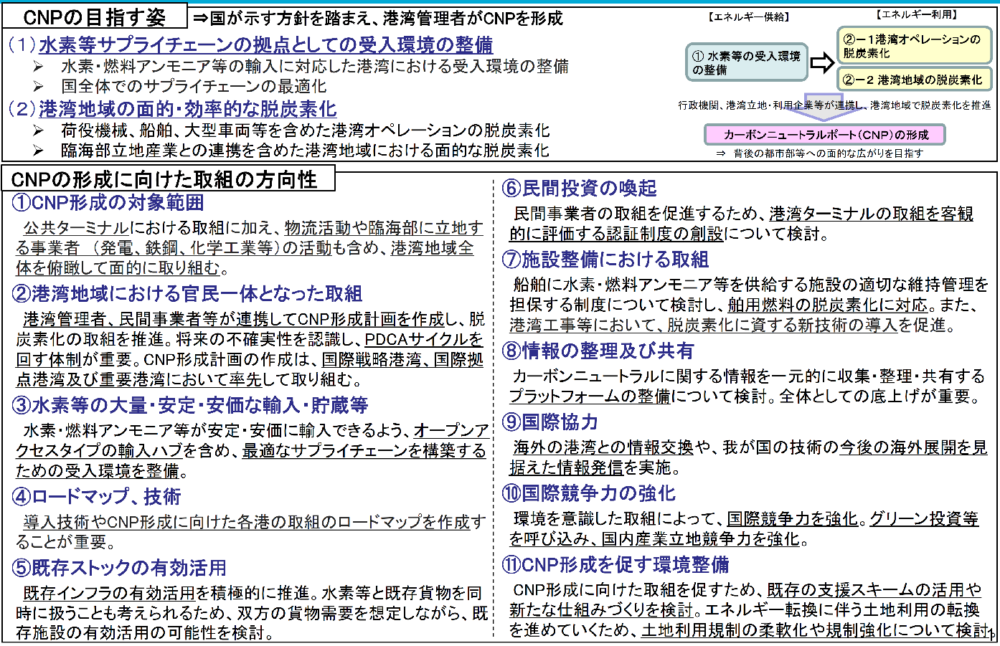 CNPの目指す姿
⇒国が示す方針を踏まえ、港湾管理者がCNPを形成
（１）水素等サプライチェーンの拠点としての受入環境の整備
➢ 水素・燃料アンモニア等の輸入に対応した港湾における受入環境の整備
➢ 国全体でのサプライチェーンの最適化
（２）港湾地域の面的・効率的な脱炭素化
➢ 荷役機械、船舶、大型車両等を含めた港湾オペレーションの脱炭素化
➢ 臨海部立地産業との連携を含めた港湾地域における面的な脱炭素化
【エネルギー供給】
【エネルギー利用】
① 水素等の受入環境
の整備
②－１港湾オペレーションの
脱炭素化
②－２ 港湾地域の脱炭素化
行政機関、港湾立地・利用企業等が連携し、港湾地域で脱炭素化を推進
カーボンニュートラルポート（CNP）の形成
⇒ 背後の都市部等への面的な広がりを目指す
CNPの形成に向けた取組の方向性
①CNP形成の対象範囲
公共ターミナルにおける取組に加え、物流活動や臨海部に立地す
る事業者 （発電、鉄鋼、化学工業等）の活動も含め、港湾地域全
体を俯瞰して面的に取り組む。
②港湾地域における官民一体となった取組
港湾管理者、民間事業者等が連携してCNP形成計画を作成し、脱
炭素化の取組を推進。将来の不確実性を認識し、PDCAサイクルを
回す体制が重要。CNP形成計画の作成は、国際戦略港湾、国際拠
点港湾及び重要港湾において率先して取り組む。
③水素等の大量・安定・安価な輸入・貯蔵等
水素・燃料アンモニア等が安定・安価に輸入できるよう、オープンア
クセスタイプの輸入ハブを含め、最適なサプライチェーンを構築する
ための受入環境を整備。
④ロードマップ、技術
導入技術やCNP形成に向けた各港の取組のロードマップを作成す
ることが重要。
⑤既存ストックの有効活用
既存インフラの有効活用を積極的に推進。水素等と既存貨物を同
時に扱うことも考えられるため、双方の貨物需要を想定しながら、既
存施設の有効活用の可能性を検討。
⑥民間投資の喚起
民間事業者の取組を促進するため、港湾ターミナルの取組を客観
的に評価する認証制度の創設について検討。
⑦施設整備における取組
船舶に水素・燃料アンモニア等を供給する施設の適切な維持管理を
担保する制度について検討し、舶用燃料の脱炭素化に対応。また、
港湾工事等において、脱炭素化に資する新技術の導入を促進。
⑧情報の整理及び共有
カーボンニュートラルに関する情報を一元的に収集・整理・共有する
プラットフォームの整備について検討。全体としての底上げが重要。
⑨国際協力
海外の港湾との情報交換や、我が国の技術の今後の海外展開を見
据えた情報発信を実施。
⑩国際競争力の強化
環境を意識した取組によって、国際競争力を強化。グリーン投資等
を呼び込み、国内産業立地競争力を強化。
⑪CNP形成を促す環境整備
CNP形成に向けた取組を促すため、既存の支援スキームの活用や
新たな仕組みづくりを検討。エネルギー転換に伴う土地利用の転換
を進めていくため、土地利用規制の柔軟化や規制強化について検討。
1